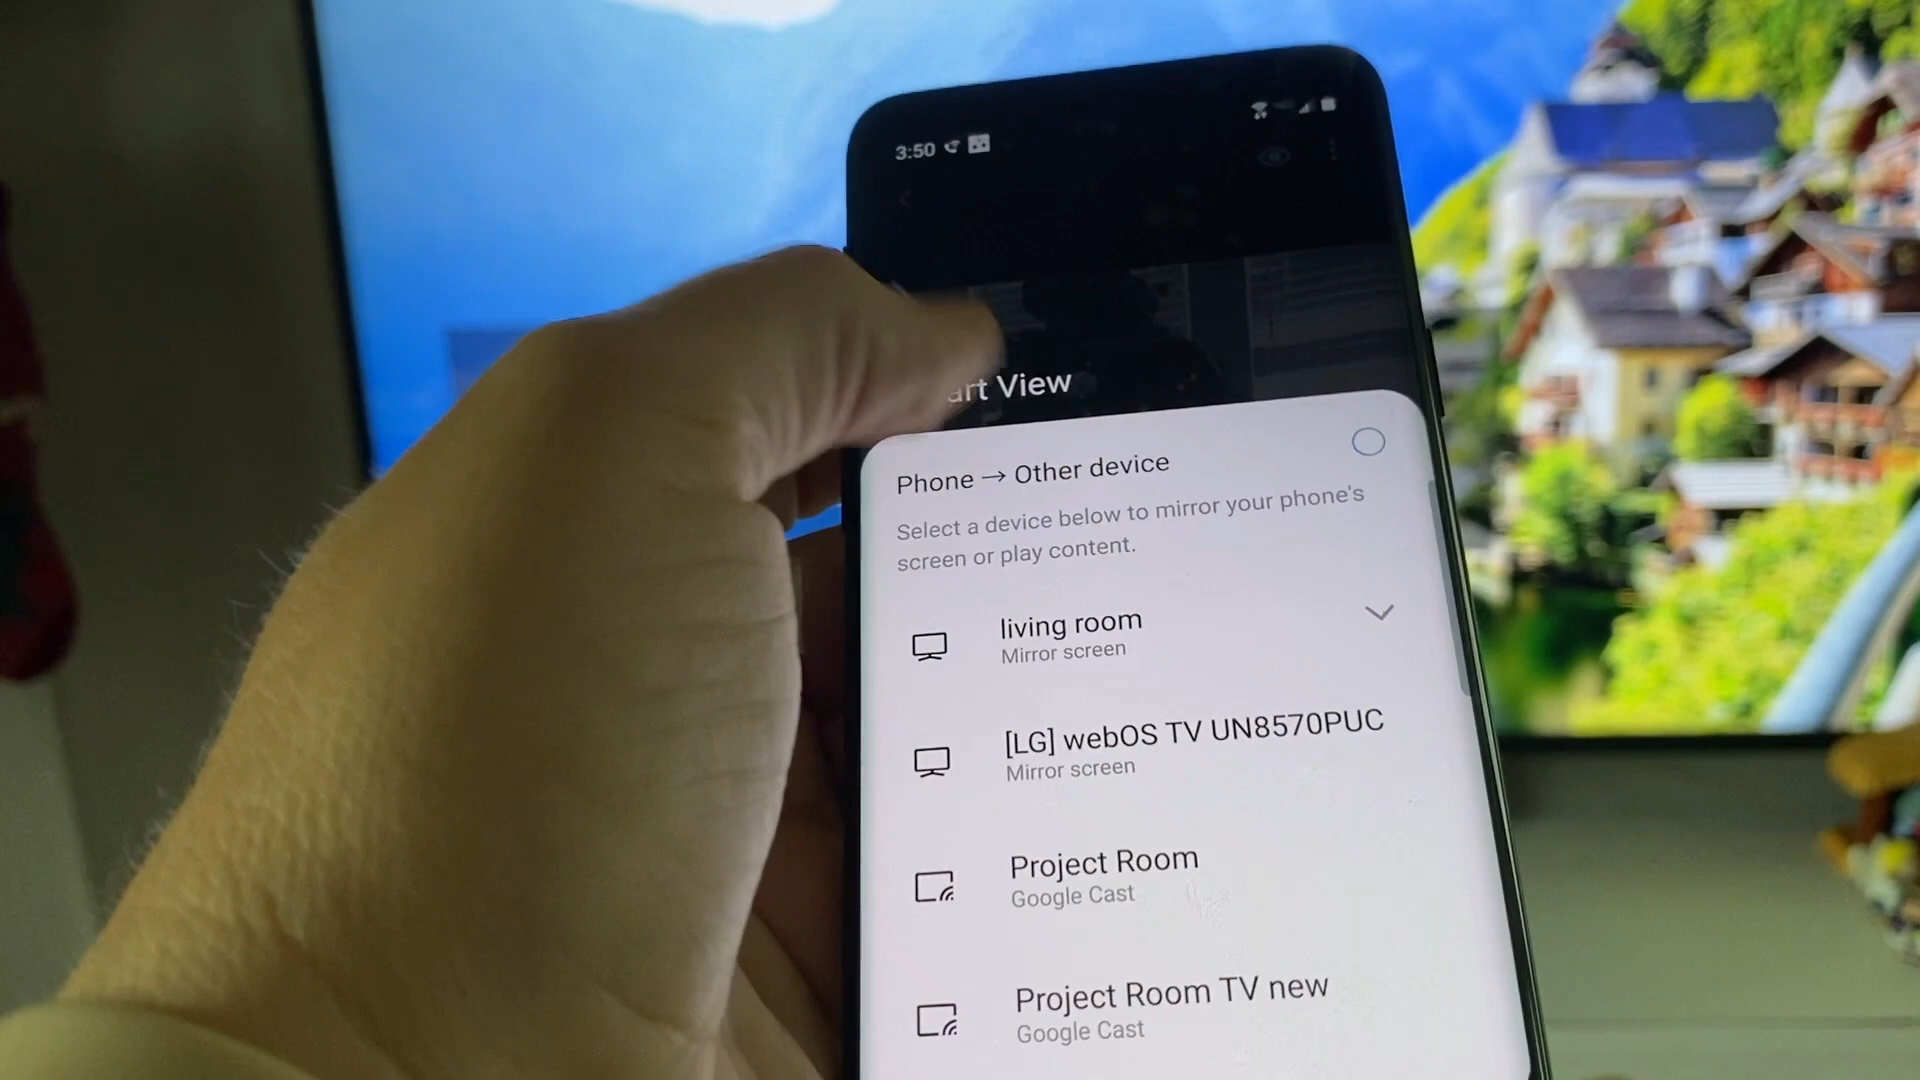 3:50
View
Phone → Other device
Select a device below to mirror your phone's
screen or play content.
living room
Mirror screen
[LG] webOS TV UN8570PUC
Mirror screen
Project Room
Google Cast
Project Room TV new
Google Cast